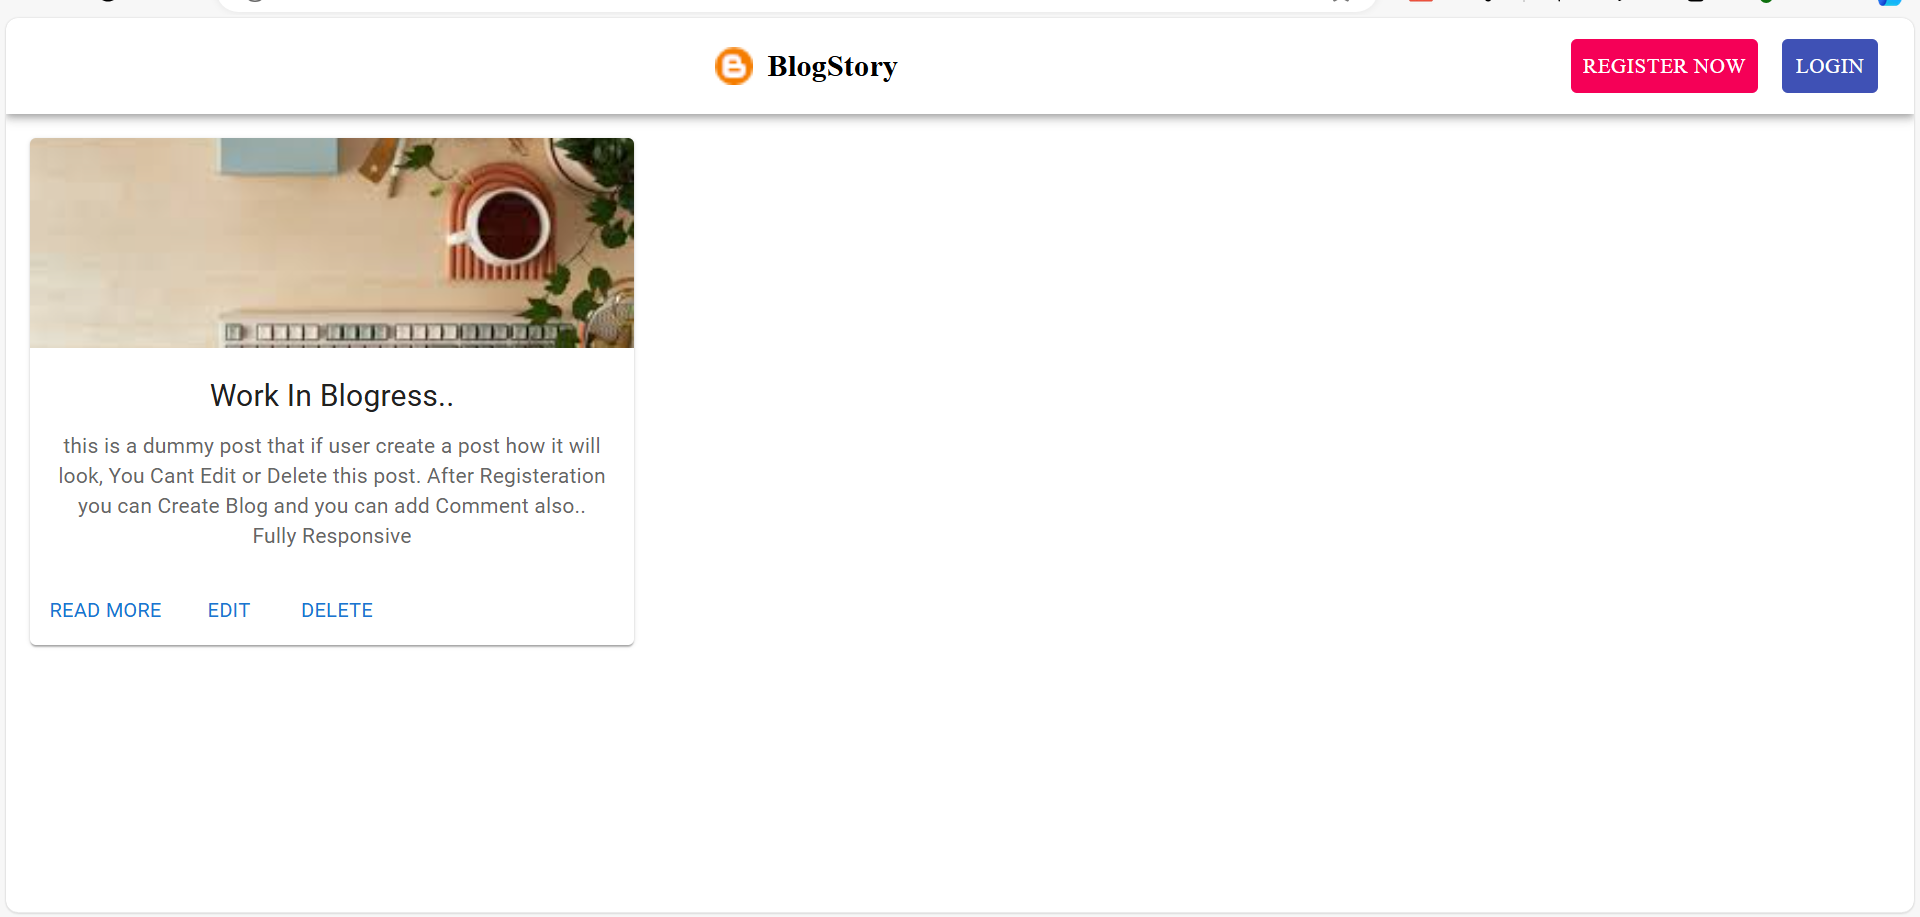 BlogStory
REGISTER NOW
LOGIN
Work In Blogress..
this is a dummy post that if user create a post how it will
look, You Cant Edit or Delete this post. After Registeration
you can Create Blog and you can add Comment also..
Fully Responsive
READ MORE
EDIT
DELETE